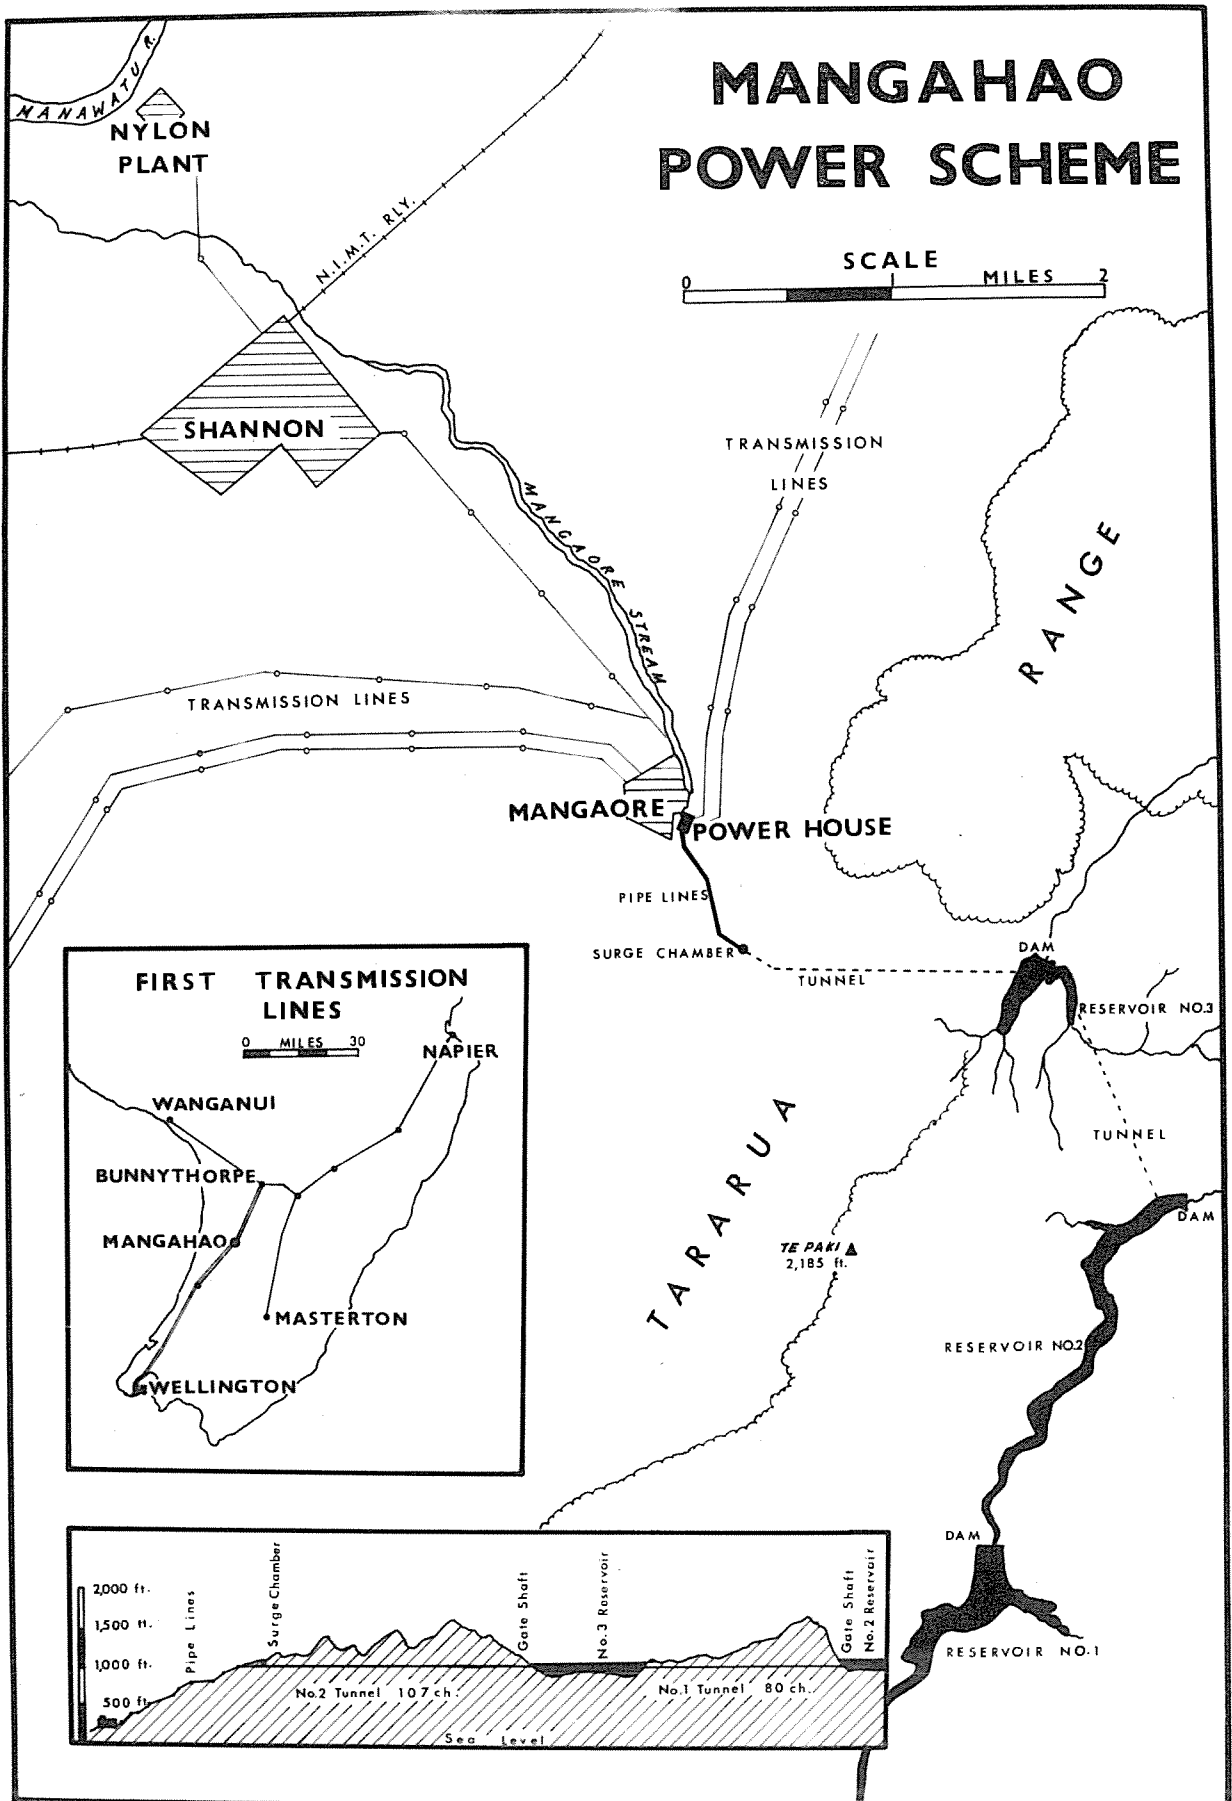 MANGAHAO
POWER SCHEME
MANAWATU R.
NYLON
PLANT
N.I.M.T. RLY.
SCALE
0 MILES 2
SHANNON
TRANSMISSION
LINES
MANGAORE STREAM
RANGE
TRANSMISSION LINES
MANGAORE
POWER HOUSE
PIPE LINES
SURGE CHAMBER
TUNNEL
DAM
RESERVOIR NO.3
TUNNEL
DAM
TARARUA
TE PAKI
2,185 ft.
RESERVOIR NO.2
DAM
RESERVOIR NO.1
FIRST TRANSMISSION
LINES
0 MILES 30
NAPIER
WANGANUI
BUNNYTHORPE
MANGAHAO
MASTERTON
WELLINGTON
2,000 ft.
1,500 ft.
1,000 ft.
500 ft.
Pipe Lines
Surge Chamber
Gate Shaft
No. 3 Reservoir
Gate Shaft
No. 2 Reservoir
No.2 Tunnel 107 ch.
No.1 Tunnel 80 ch.
Sea Level